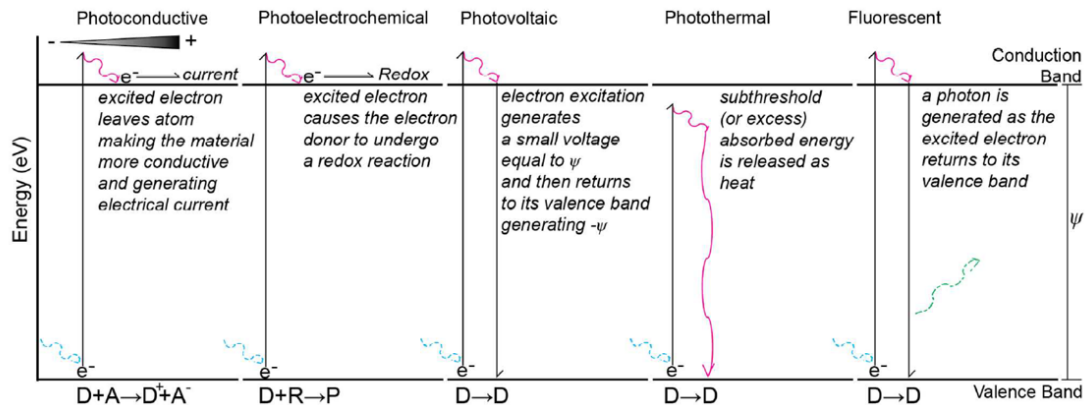 Photoconductive
- +
e⁻ current
excited electron
leaves atom
making the material
more conductive
and generating
electrical current
e⁻
D+A→D⁺+A⁻
Photoelectrochemical
e⁻ Redox
excited electron
causes the electron
donor to undergo
a redox reaction
e⁻
D+R→P
Photovoltaic
electron excitation
generates
a small voltage
equal to ψ
and then returns
to its valence band
generating -ψ
e⁻
D→D
Photothermal
subthreshold
(or excess)
absorbed energy
is released as
heat
e⁻
D→D
Fluorescent
a photon is
generated as the
excited electron
returns to its
valence band
e⁻
D→D
Conduction
Band
ψ
Valence Band
Energy (eV)